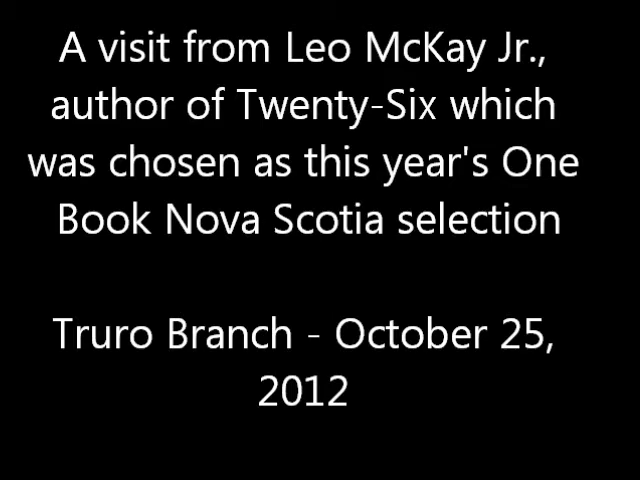 A visit from Leo McKay Jr.,
author of Twenty-Six which
was chosen as this year's One
Book Nova Scotia selection
Truro Branch - October 25,
2012